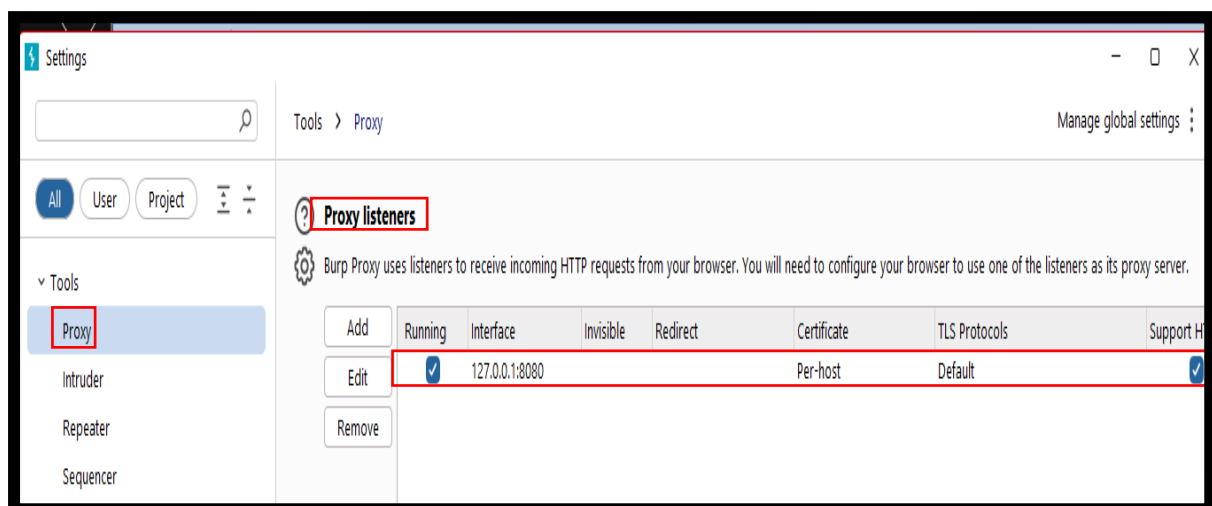 Settings
Tools > Proxy
Manage global settings
All
User
Project
Proxy listeners
Burp Proxy uses listeners to receive incoming HTTP requests from your browser. You will need to configure your browser to use one of the listeners as its proxy server.
Tools
Proxy
Intruder
Repeater
Sequencer
Add
Edit
Remove
Running Interface Invisible Redirect Certificate TLS Protocols Support
127.0.0.1:8080 Per-host Default